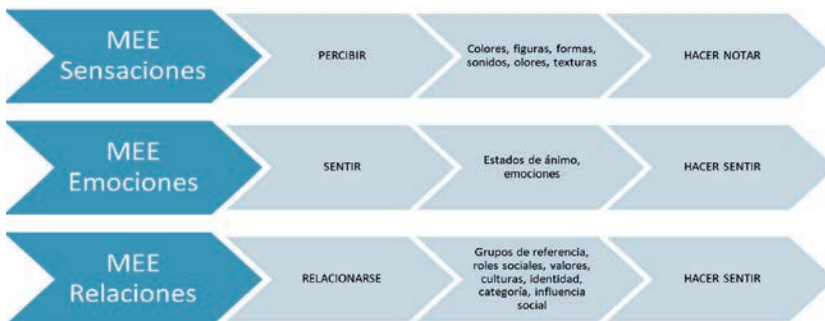 MEE
Sensaciones
PERCIBIR
Colores, figuras, formas,
sonidos, olores, texturas
HACER NOTAR
MEE
Emociones
SENTIR
Estados de ánimo,
emociones
HACER SENTIR
MEE
Relaciones
RELACIONARSE
Grupos de referencia,
roles sociales, valores,
culturas, identidad,
categoría, influencia
social
HACER SENTIR